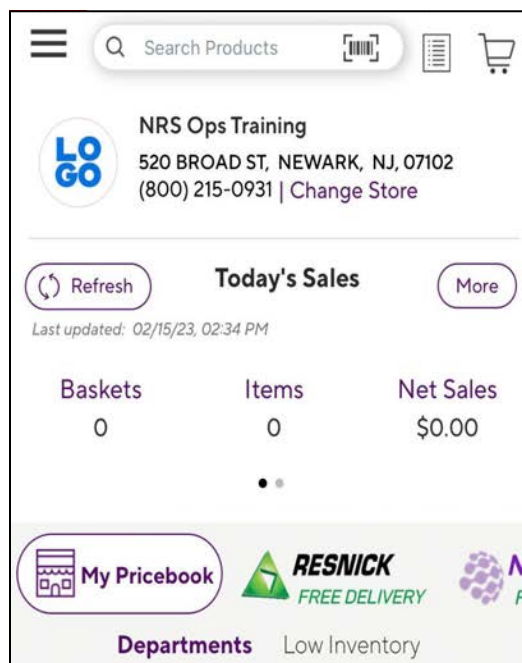 Search Products
LO
GO
NRS Ops Training
520 BROAD ST, NEWARK, NJ, 07102
(800) 215-0931 | Change Store
Refresh
Today's Sales
More
Last updated: 02/15/23, 02:34 PM
Baskets Items Net Sales
0 0 $0.00
My Pricebook
RESNICK
FREE DELIVERY
Departments Low Inventory